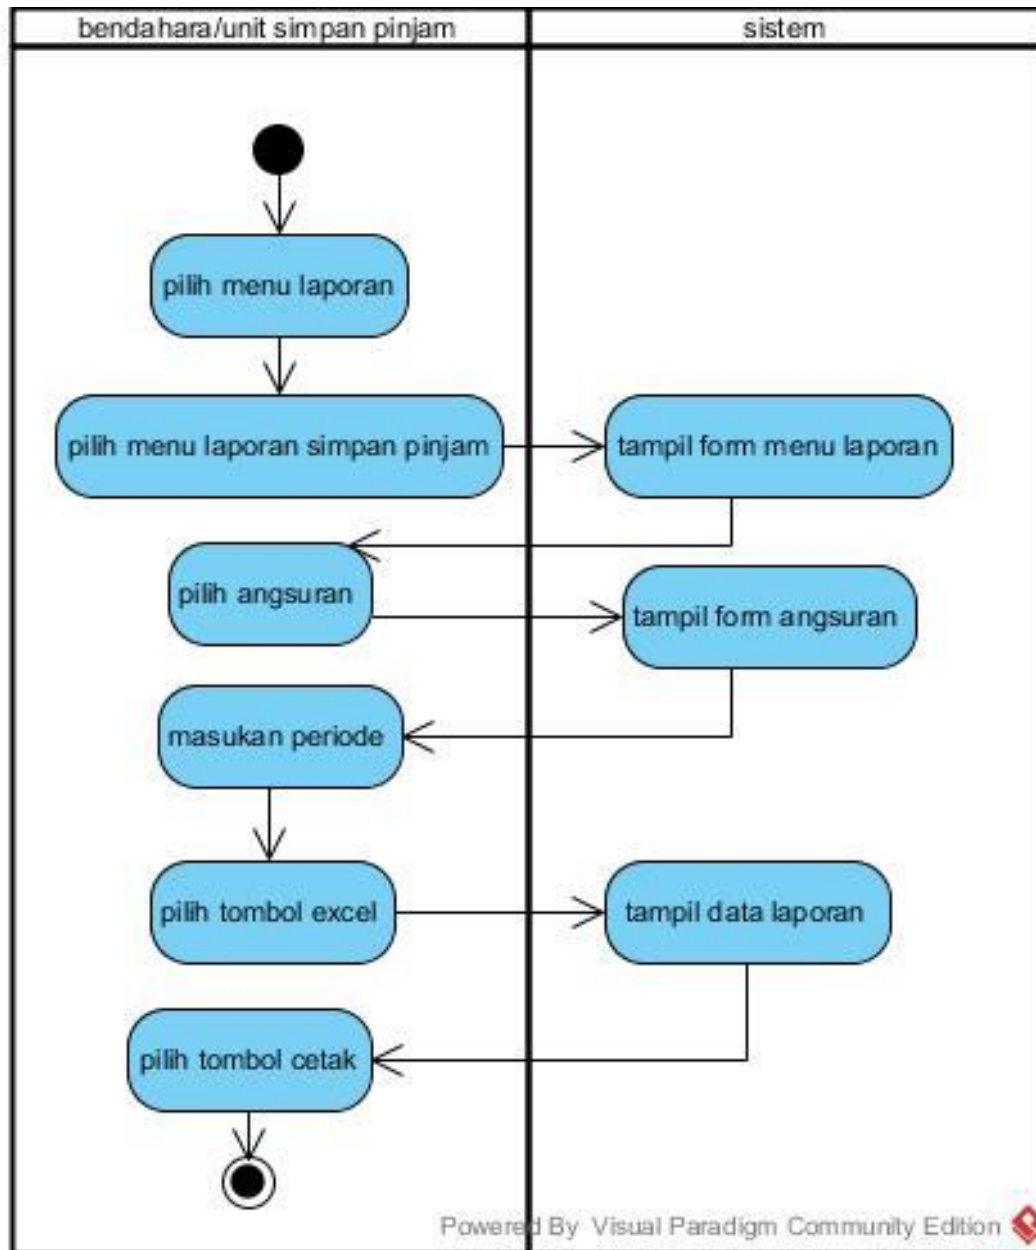 bendahara/unit simpan pinjam
sistem
pilih menu laporan
pilih menu laporan simpan pinjam
tampil form menu laporan
pilih angsuran
tampil form angsuran
masukan periode
pilih tombol excel
tampil data laporan
pilih tombol cetak
Powered By Visual Paradigm Community Edition